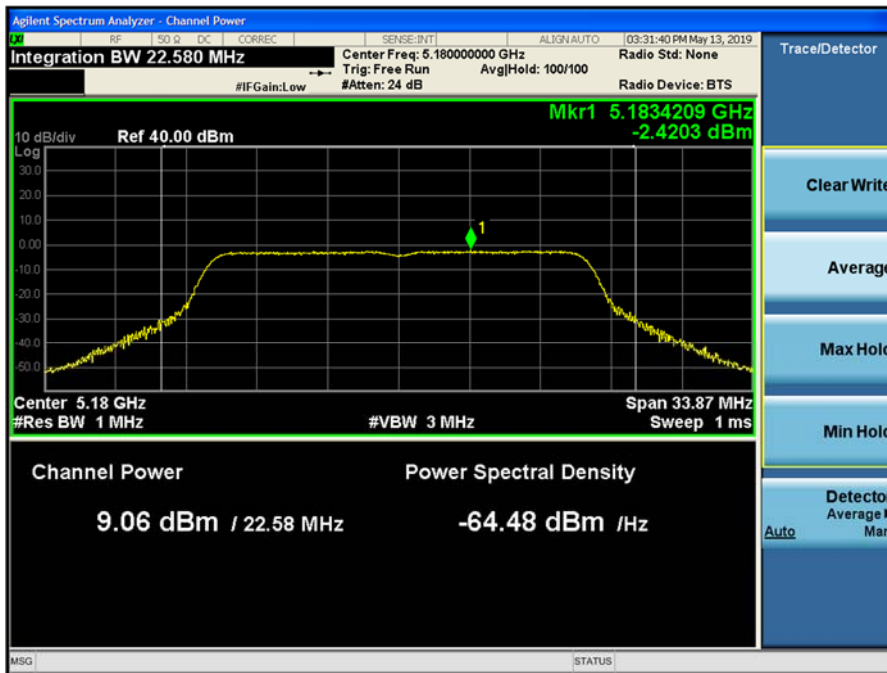 Agilent Spectrum Analyzer - Channel Power
LXI RF 50 Ω DC CORREC SENSE:INT ALIGN AUTO 03:31:40 PM May 13, 2019
Integration BW 22.580 MHz
Center Freq: 5.180000000 GHz
Radio Std: None
Trig: Free Run Avg|Hold: 100/100
#IFGain:Low
#Atten: 24 dB
Radio Device: BTS
Trace/Detector
Mkr1 5.1834209 GHz
-2.4203 dBm
10 dB/div Ref 40.00 dBm
Log
30.0
20.0
10.0
0.00
-10.0
-20.0
-30.0
-40.0
-50.0
1
Center 5.18 GHz
Span 33.87 MHz
#Res BW 1 MHz
#VBW 3 MHz
Sweep 1 ms
Channel Power
Power Spectral Density
9.06 dBm / 22.58 MHz
-64.48 dBm /Hz
Clear Write
Average
Max Hold
Min Hold
Detecto
Average
Auto Man
MSG
STATUS